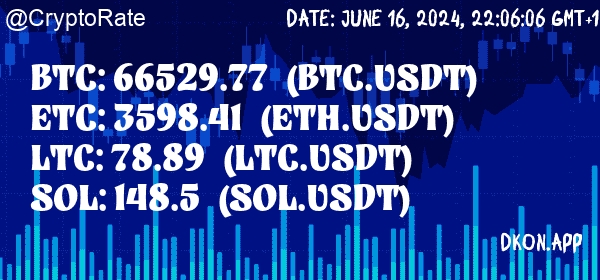 @CryptoRate
DATE: JUNE 16, 2024, 22:06:06 GMT+1
BTC: 66529.77 (BTC.USDT)
ETC: 3598.41 (ETH.USDT)
LTC: 78.89 (LTC.USDT)
SOL: 148.5 (SOL.USDT)
DKON.APP